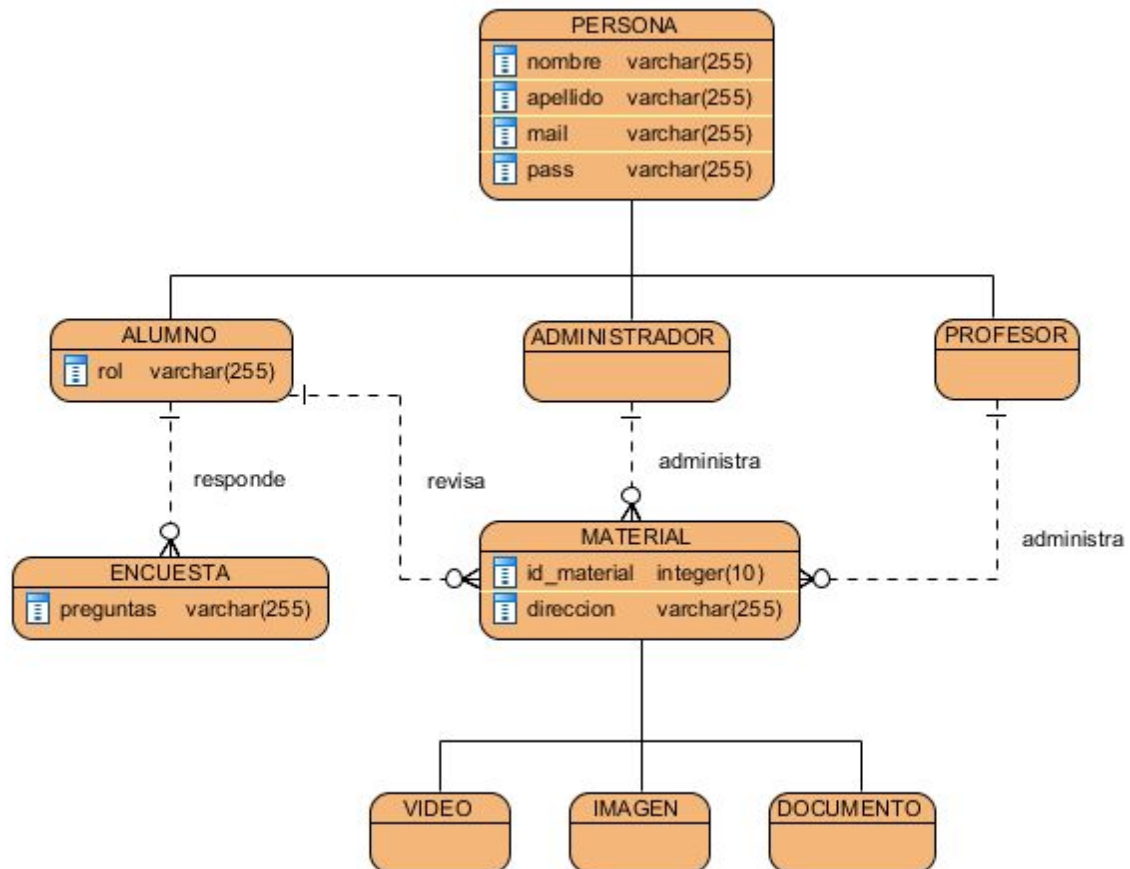 PERSONA
nombre varchar(255)
apellido varchar(255)
mail varchar(255)
pass varchar(255)
ALUMNO
rol varchar(255)
ADMINISTRADOR
PROFESOR
responde
revisa
administra
administra
ENCUESTA
preguntas varchar(255)
MATERIAL
id_material integer(10)
direccion varchar(255)
VIDEO
IMAGEN
DOCUMENTO